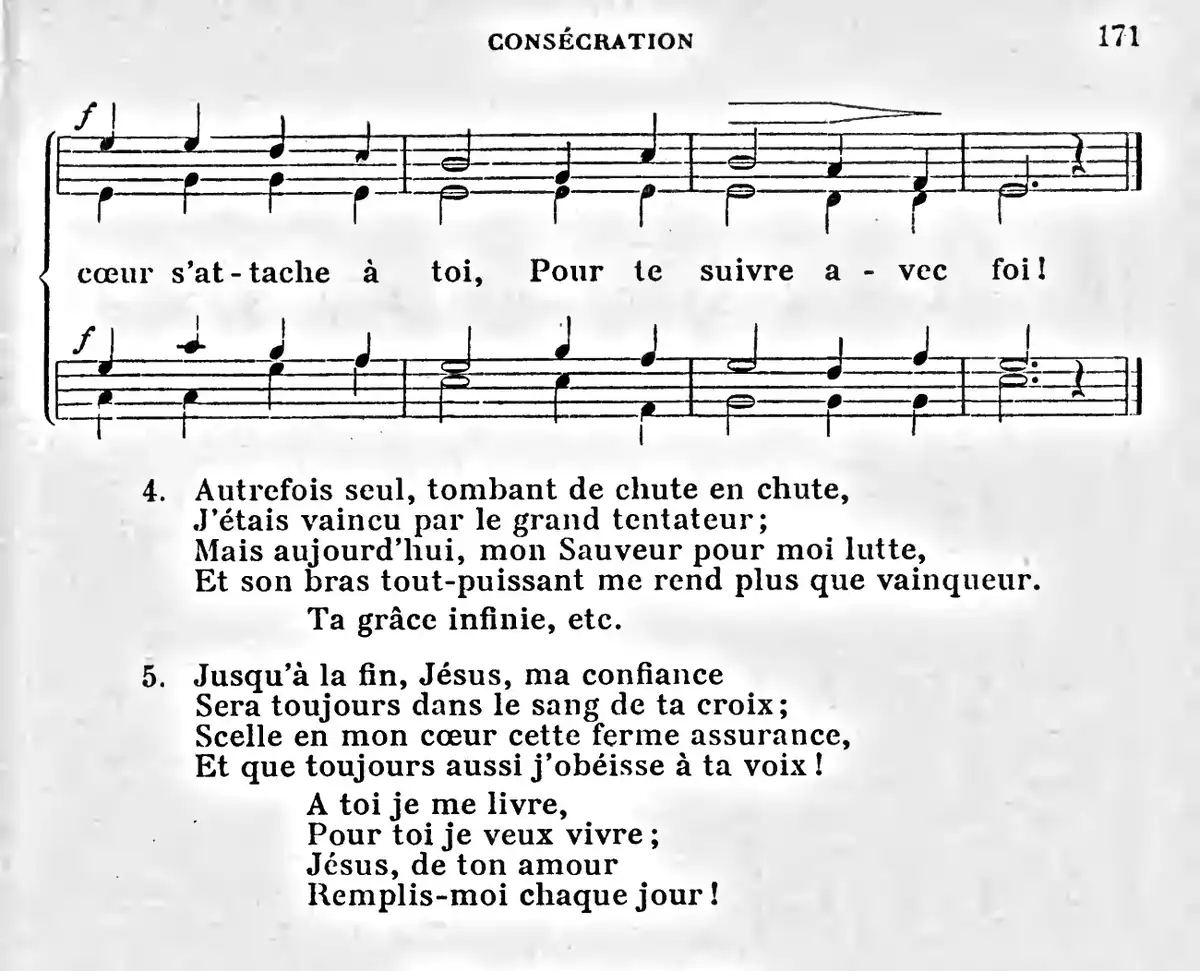 CONSÉCRATION 171
f
cœur s'at - tache à toi, Pour te suivre a - vec foi!
f
4. Autrefois seul, tombant de chute en chute,
J'étais vaincu par le grand tentateur;
Mais aujourd'hui, mon Sauveur pour moi lutte,
Et son bras tout-puissant me rend plus que vainqueur.
Ta grâce infinie, etc.
5. Jusqu'à la fin, Jésus, ma confiance
Sera toujours dans le sang de ta croix;
Scelle en mon cœur cette ferme assurance,
Et que toujours aussi j'obéisse à ta voix !
A toi je me livre,
Pour toi je veux vivre;
Jésus, de ton amour
Remplis-moi chaque jour !